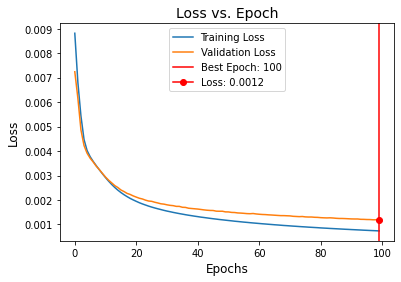 Loss vs. Epoch
Training Loss
Validation Loss
Best Epoch: 100
Loss: 0.0012
Loss
0.009
0.008
0.007
0.006
0.005
0.004
0.003
0.002
0.001
0
20
40
60
80
100
Epochs